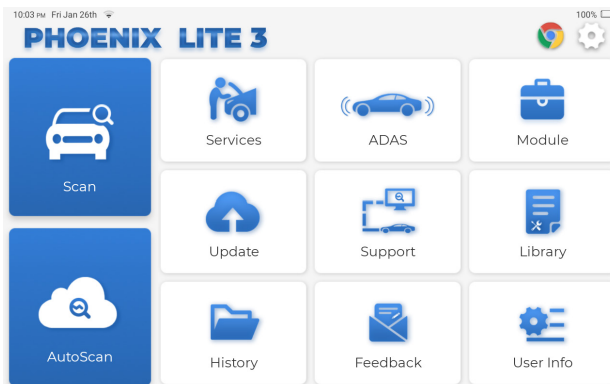 10:03 PM Fri Jan 26th
100%
PHOENIX LITE 3
Scan
Services
ADAS
Module
Update
Support
Library
AutoScan
History
Feedback
User Info